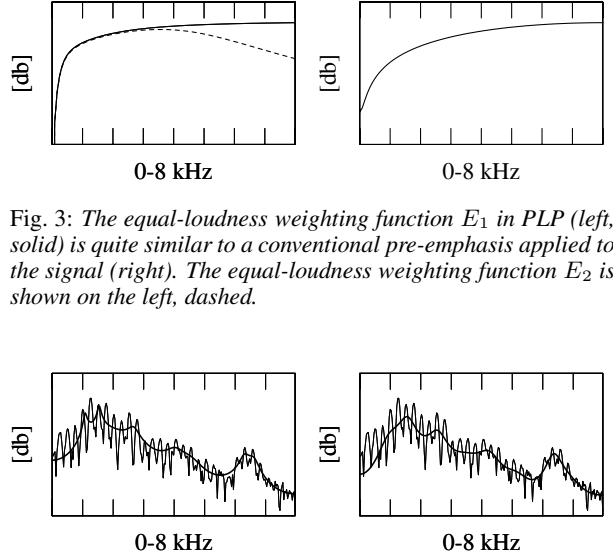 [db]
[db]
0-8 kHz
0-8 kHz
Fig. 3: The equal-loudness weighting function E₁ in PLP (left,
solid) is quite similar to a conventional pre-emphasis applied to
the signal (right). The equal-loudness weighting function E₂ is
shown on the left, dashed.
[db]
[db]
0-8 kHz
0-8 kHz